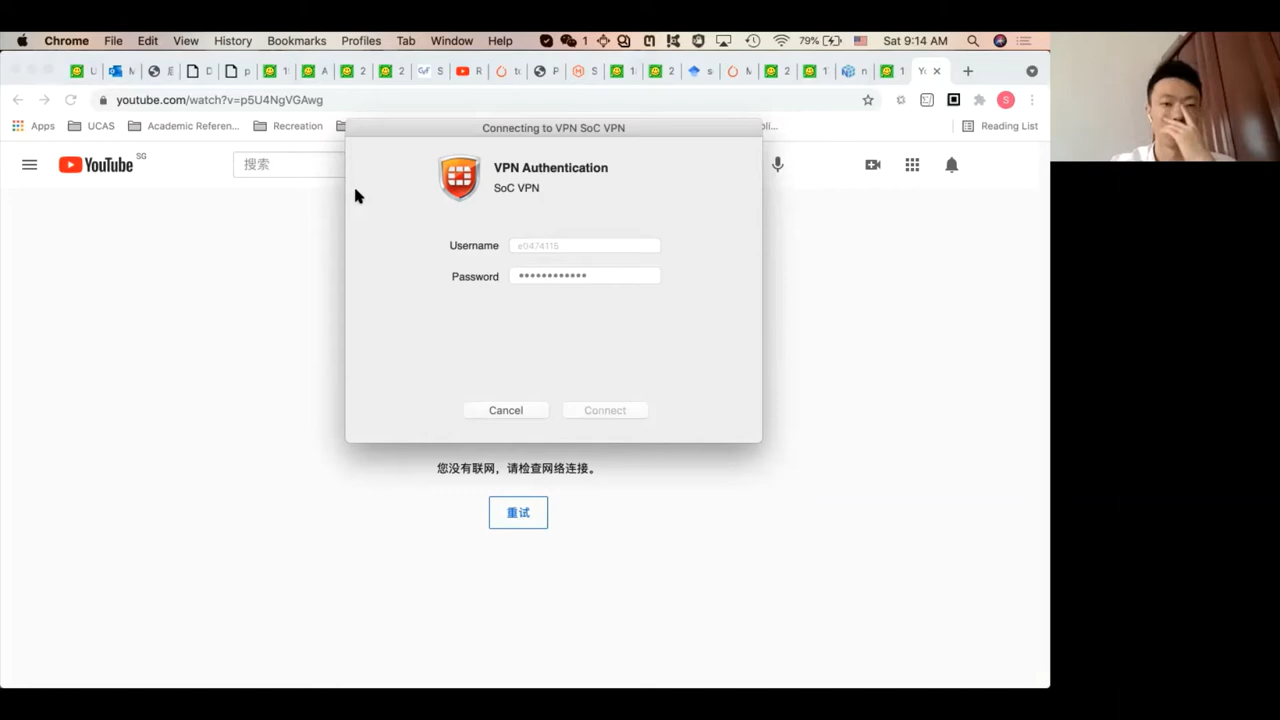 Chrome File Edit View History Bookmarks Profiles Tab Window Help 1 79% Sat 9:14 AM
youtube.com/watch?v=p5U4NgVGAwg
S
Apps UCAS Academic Referen... Recreation Reading List
Connecting to VPN SoC VPN
YouTube SG
搜索
VPN Authentication
SoC VPN
Username e0474115
Password ••••••••••••
Cancel Connect
您没有联网，请检查网络连接。
重试